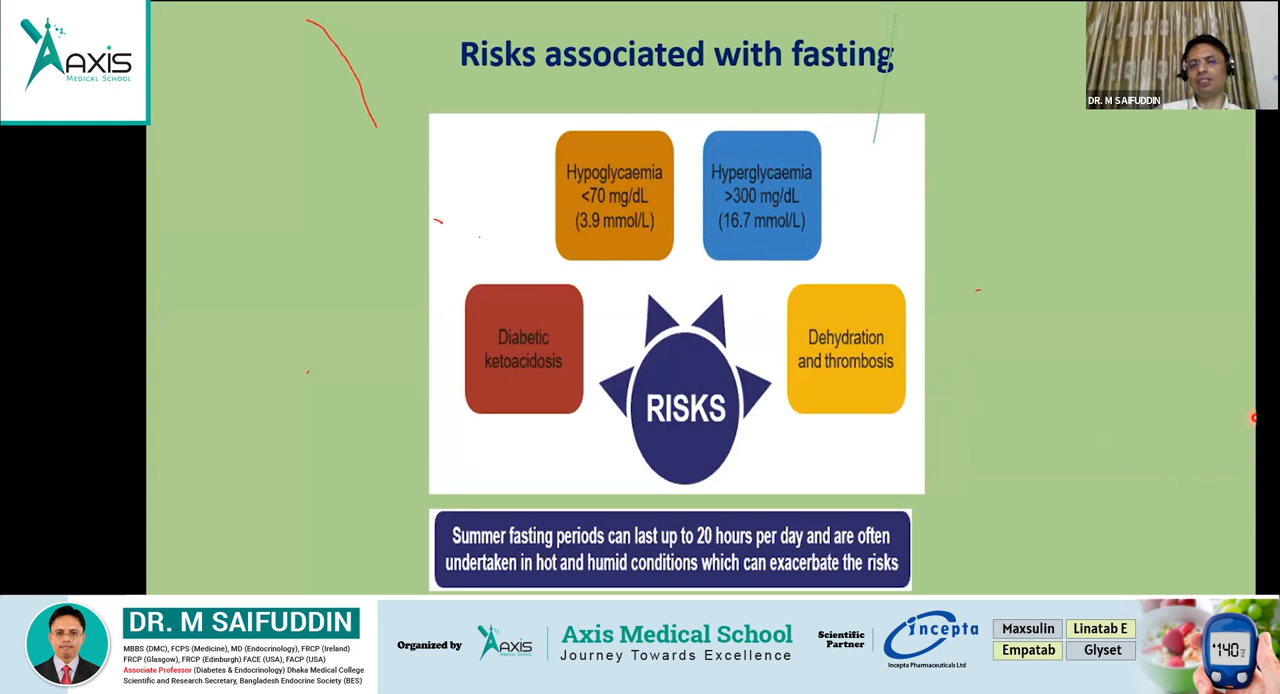 AXIS
MEDICAL SCHOOL
Risks associated with fasting
DR. M SAIFUDDIN
Hypoglycaemia
<70 mg/dL
(3.9 mmol/L)
Hyperglycaemia
>300 mg/dL
(16.7 mmol/L)
Diabetic
ketoacidosis
RISKS
Dehydration
and thrombosis
Summer fasting periods can last up to 20 hours per day and are often
undertaken in hot and humid conditions which can exacerbate the risks
DR. M SAIFUDDIN
MBBS (DMC), FCPS (Medicine), MD (Endocrinology), FRCP (Ireland)
FRCP (Glasgow), FRCP (Edinburgh) FACE (USA), FACP (USA)
Associate Professor (Diabetes & Endocrinology) Dhaka Medical College
Scientific and Research Secretary, Bangladesh Endocrine Society (BES)
Organized by
AXIS
MEDICAL SCHOOL
Axis Medical School
Journey Towards Excellence
Scientific
Partner
incepta
Incepta Pharmaceuticals Ltd
Maxsulin
Linatab E
Empatab
Glyset
140